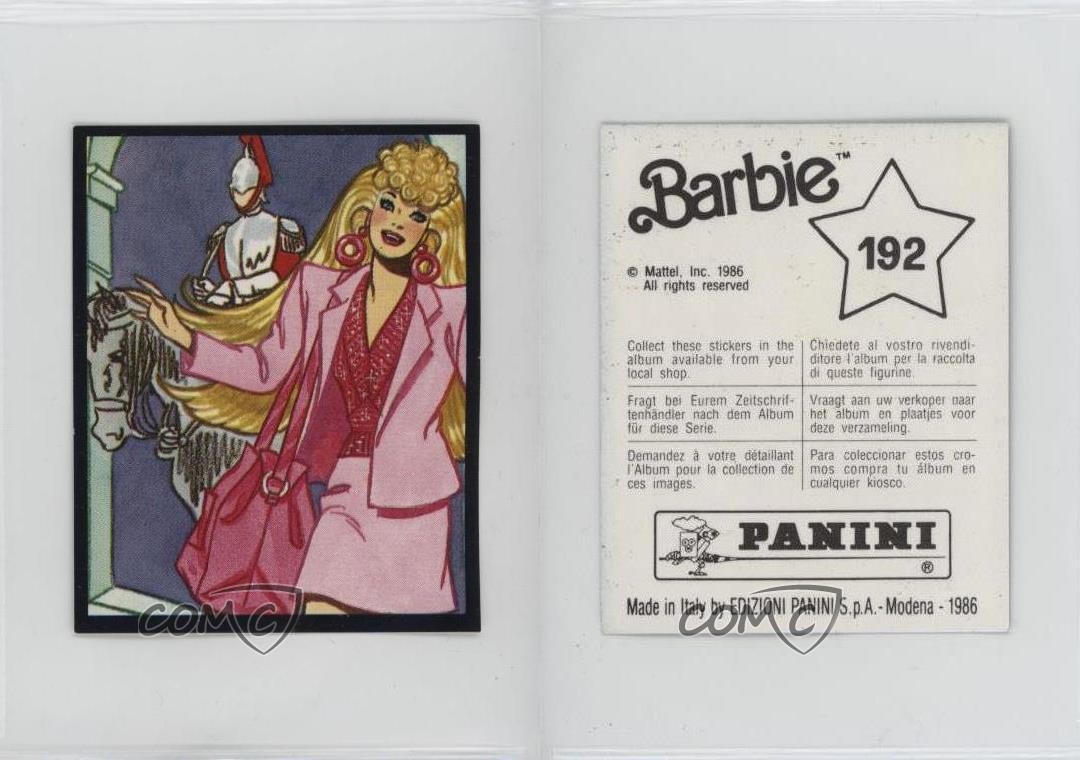 Barbie™
192
© Mattel, Inc. 1986
All rights reserved
Collect these stickers in the
album available from your
local shop.
Chiedete al vostro rivendi-
ditore l'album per la raccolta
di queste figurine.
Fragt bei Eurem Zeitschrif-
tenhändler nach dem Album
für diese Serie.
Vraagt aan uw verkoper naar
het album en plaatjes voor
deze verzameling.
Demandez à votre détaillant
l'Album pour la collection de
ces images.
Para coleccionar estos cro-
mos compra tu álbum en
cualquier kiosco.
PANINI
®
Made in Italy by EDIZIONI PANINI S.p.A. - Modena - 1986
COMC
COMC